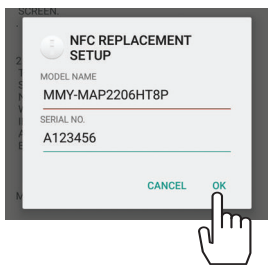 SCREEN.
NFC REPLACEMENT
SETUP
MODEL NAME
MMY-MAP2206HT8P
SERIAL NO.
A123456
CANCEL OK